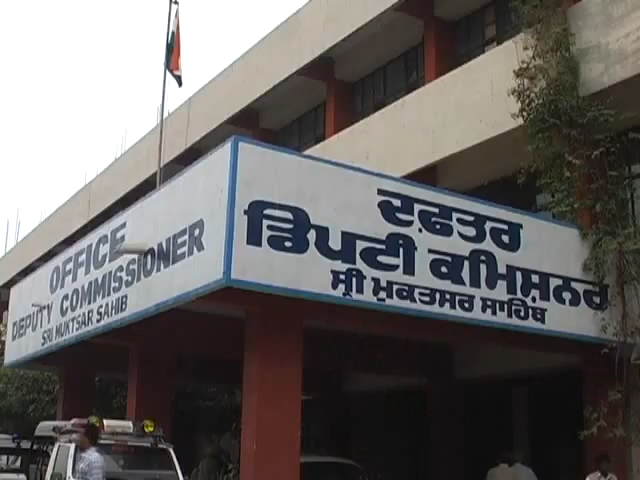 OFFICE
DEPUTY COMMISSIONER
SRI MUKTSAR SAHIB
ਦਫ਼ਤਰ
ਡਿਪਟੀ ਕਮਿਸ਼ਨਰ
ਸ੍ਰੀ ਮੁਕਤਸਰ ਸਾਹਿਬ